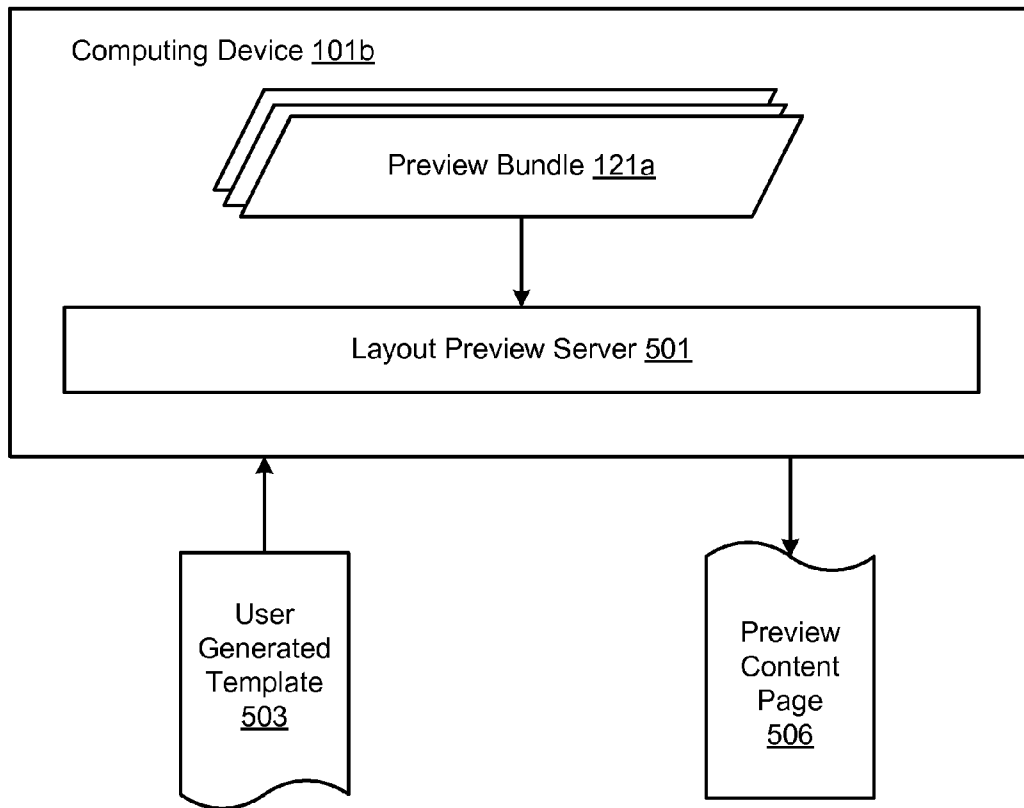 Computing Device 101b
Preview Bundle 121a
Layout Preview Server 501
User
Generated
Template
503
Preview
Content
Page
506